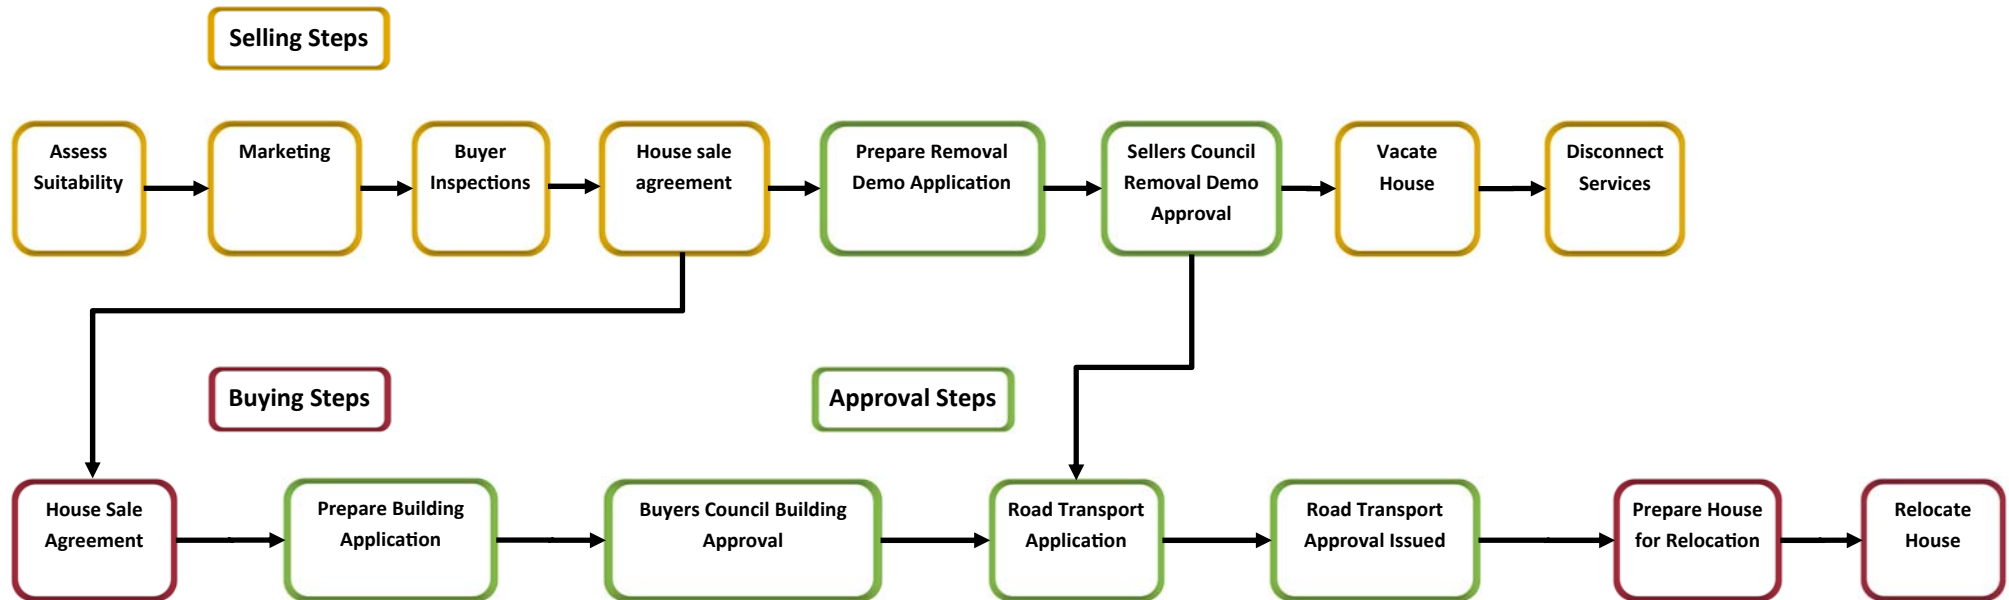 Selling Steps
Assess
Suitability
Marketing
Buyer
Inspections
House sale
agreement
Prepare Removal
Demo Application
Sellers Council
Removal Demo
Approval
Vacate
House
Disconnect
Services
Buying Steps
Approval Steps
House Sale
Agreement
Prepare Building
Application
Buyers Council Building
Approval
Road Transport
Application
Road Transport
Approval Issued
Prepare House
for Relocation
Relocate
House